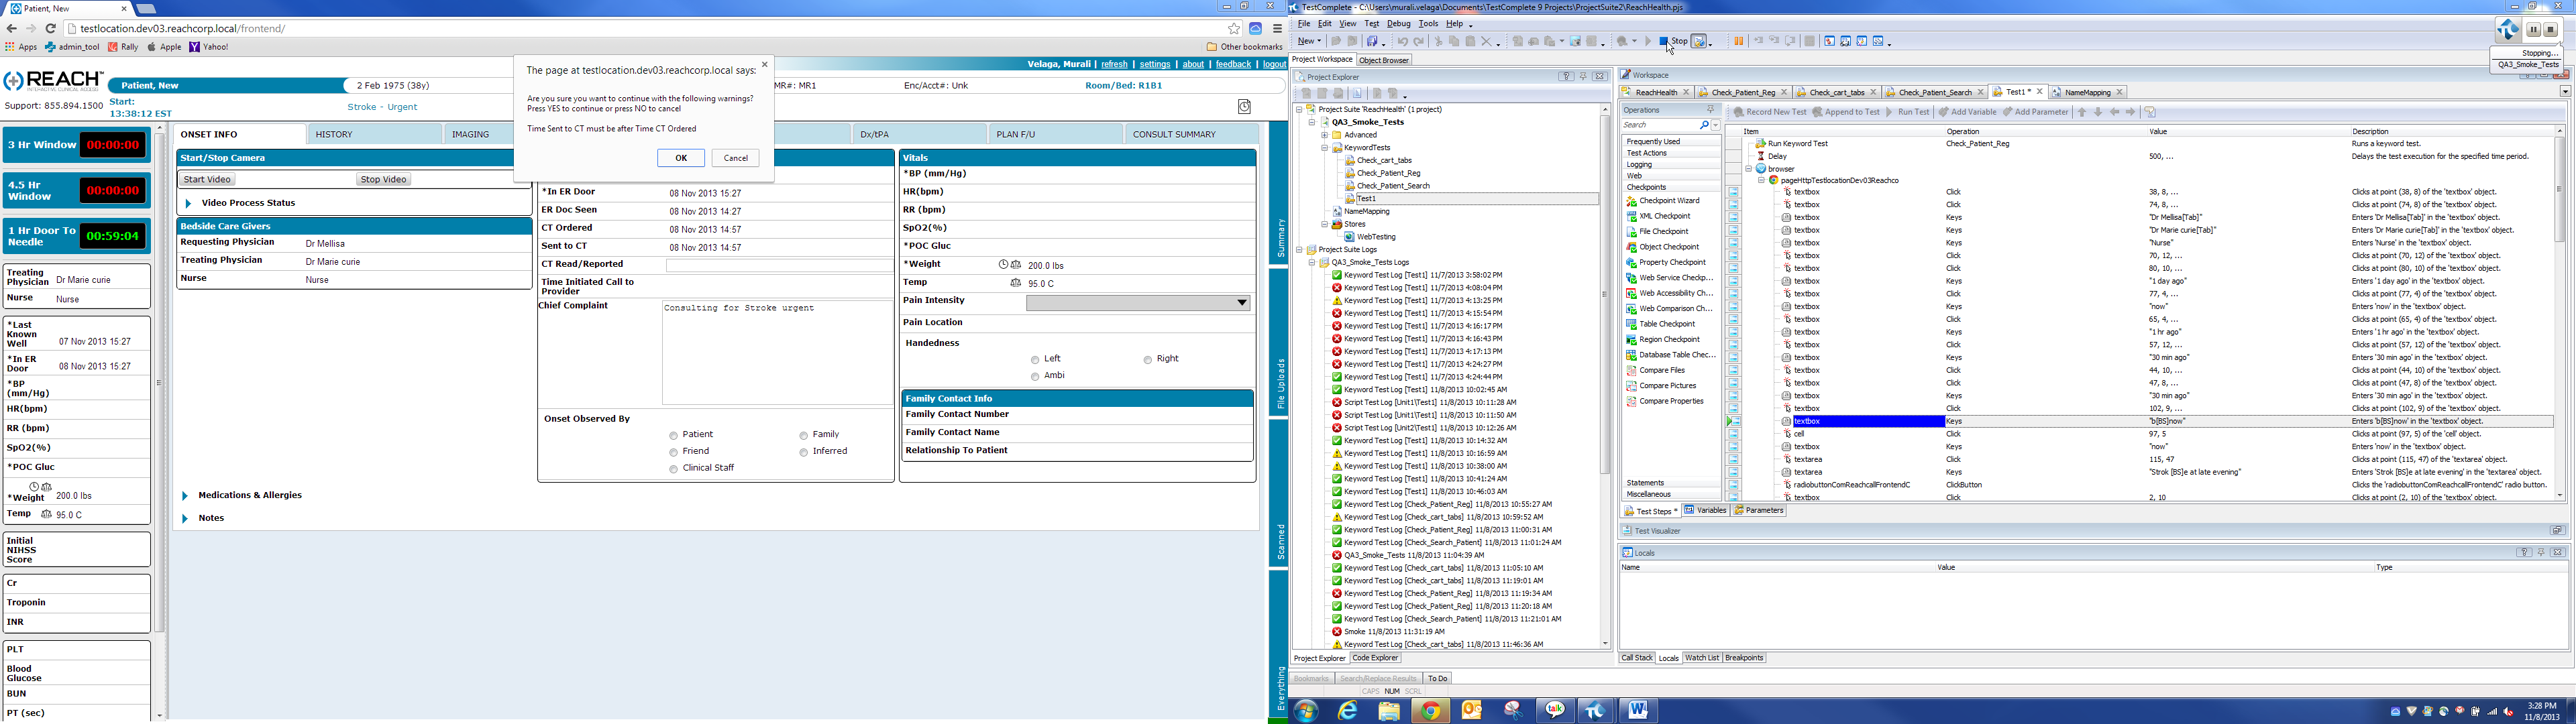 Patient, New
testlocation.dev03.reachcorp.local/frontend/
Apps admin_tool Rally Apple Yahoo!
Other bookmarks
REACH
Support: 855.894.1500
Start:
13:38:12 EST
Patient, New
2 Feb 1975 (38y)
MR#: MR1
Enc/Acct#: Unk
Room/Bed: R1B1
Velaga, Murali | refresh | settings | about | feedback | logout
Stroke - Urgent
The page at testlocation.dev03.reachcorp.local says:
Are you sure you want to continue with the following warnings?
Press YES to continue or press NO to cancel
Time Sent to CT must be after Time CT Ordered
OK Cancel
3 Hr Window 00:00:00
4.5 Hr
Window 00:00:00
1 Hr Door To
Needle 00:59:04
Treating
Physician Dr Marie curie
Nurse Nurse
*Last
Known
Well 07 Nov 2013 15:27
*In ER
Door 08 Nov 2013 15:27
*BP
(mm/Hg)
HR(bpm)
RR (bpm)
SpO2(%)
*POC Gluc
*Weight 200.0 lbs
Temp 95.0 C
Initial
NIHSS
Score
Cr
Troponin
INR
PLT
Blood
Glucose
BUN
PT (sec)
ONSET INFO HISTORY IMAGING Dx/tPA PLAN F/U CONSULT SUMMARY
Start/Stop Camera
Start Video Stop Video
Video Process Status
Bedside Care Givers
Requesting Physician Dr Mellisa
Treating Physician Dr Marie curie
Nurse Nurse
Medications & Allergies
Notes
*In ER Door 08 Nov 2013 15:27
ER Doc Seen 08 Nov 2013 14:27
CT Ordered 08 Nov 2013 14:57
Sent to CT 08 Nov 2013 14:57
CT Read/Reported
Time Initiated Call to
Provider
Chief Complaint Consulting for Stroke urgent
Onset Observed By
Patient Family
Friend Inferred
Clinical Staff
Vitals
*BP (mm/Hg)
HR(bpm)
RR (bpm)
SpO2(%)
*POC Gluc
*Weight 200.0 lbs
Temp 95.0 C
Pain Intensity
Pain Location
Handedness
Left Right
Ambi
Family Contact Info
Family Contact Number
Family Contact Name
Relationship To Patient
Summary
File Uploads
Scanned
Everything
TestComplete - C:\Users\murali.velaga\Documents\TestComplete 9 Projects\ProjectSuite2\ReachHealth.pjs
File Edit View Test Debug Tools Help
New Stop
Stopping...
QA3_Smoke_Tests
Project Workspace Object Browser
Project Explorer
Project Suite 'ReachHealth' (1 project)
QA3_Smoke_Tests
Advanced
KeywordTests
Check_cart_tabs
Check_Patient_Reg
Check_Patient_Search
Test1
NameMapping
Stores
WebTesting
Project Suite Logs
QA3_Smoke_Tests Logs
Keyword Test Log [Test1] 11/7/2013 3:58:02 PM
Keyword Test Log [Test1] 11/7/2013 4:08:04 PM
Keyword Test Log [Test1] 11/7/2013 4:13:25 PM
Keyword Test Log [Test1] 11/7/2013 4:15:54 PM
Keyword Test Log [Test1] 11/7/2013 4:16:17 PM
Keyword Test Log [Test1] 11/7/2013 4:16:43 PM
Keyword Test Log [Test1] 11/7/2013 4:17:13 PM
Keyword Test Log [Test1] 11/7/2013 4:24:27 PM
Keyword Test Log [Test1] 11/7/2013 4:24:44 PM
Keyword Test Log [Test1] 11/8/2013 10:02:45 AM
Script Test Log [Unit1\Test1] 11/8/2013 10:11:28 AM
Script Test Log [Unit1\Test1] 11/8/2013 10:11:50 AM
Script Test Log [Unit2\Test1] 11/8/2013 10:12:26 AM
Keyword Test Log [Test1] 11/8/2013 10:14:32 AM
Keyword Test Log [Test1] 11/8/2013 10:16:59 AM
Keyword Test Log [Test1] 11/8/2013 10:38:00 AM
Keyword Test Log [Test1] 11/8/2013 10:41:24 AM
Keyword Test Log [Test1] 11/8/2013 10:46:03 AM
Keyword Test Log [Check_Patient_Reg] 11/8/2013 10:55:27 AM
Keyword Test Log [Check_cart_tabs] 11/8/2013 10:59:52 AM
Keyword Test Log [Check_Patient_Reg] 11/8/2013 11:00:31 AM
Keyword Test Log [Check_Search_Patient] 11/8/2013 11:01:24 AM
QA3_Smoke_Tests 11/8/2013 11:04:39 AM
Keyword Test Log [Check_cart_tabs] 11/8/2013 11:05:10 AM
Keyword Test Log [Check_cart_tabs] 11/8/2013 11:19:01 AM
Keyword Test Log [Check_Patient_Reg] 11/8/2013 11:19:34 AM
Keyword Test Log [Check_Patient_Reg] 11/8/2013 11:20:18 AM
Keyword Test Log [Check_Search_Patient] 11/8/2013 11:21:01 AM
Smoke 11/8/2013 11:31:19 AM
Keyword Test Log [Check_cart_tabs] 11/8/2013 11:46:36 AM
Project Explorer Code Explorer
Workspace
ReachHealth Check_Patient_Reg Check_cart_tabs Check_Patient_Search Test1 * NameMapping
Operations
Search
Frequently Used
Test Actions
Logging
Web
Checkpoints
Checkpoint Wizard
XML Checkpoint
File Checkpoint
Object Checkpoint
Property Checkpoint
Web Service Checkp...
Web Accessibility Ch...
Web Comparison Ch...
Table Checkpoint
Region Checkpoint
Database Table Chec...
Compare Files
Compare Pictures
Compare Properties
Statements
Miscellaneous
Record New Test Append to Test Run Test Add Variable Add Parameter
Item Operation Value Description
Run Keyword Test Check_Patient_Reg Runs a keyword test.
Delay 500, ... Delays the test execution for the specified time period.
browser
pageHttpTestlocationDev03Reachco
textbox Click 38, 8, ... Clicks at point (38, 8) of the 'textbox' object.
textbox Click 74, 8, ... Clicks at point (74, 8) of the 'textbox' object.
textbox Keys "Dr Mellisa[Tab]" Enters 'Dr Mellisa[Tab]' in the 'textbox' object.
textbox Keys "Dr Marie curie[Tab]" Enters 'Dr Marie curie[Tab]' in the 'textbox' object.
textbox Keys "Nurse" Enters 'Nurse' in the 'textbox' object.
textbox Click 70, 12, ... Clicks at point (70, 12) of the 'textbox' object.
textbox Click 80, 10, ... Clicks at point (80, 10) of the 'textbox' object.
textbox Keys "1 day ago" Enters '1 day ago' in the 'textbox' object.
textbox Click 77, 4, ... Clicks at point (77, 4) of the 'textbox' object.
textbox Keys "now" Enters 'now' in the 'textbox' object.
textbox Click 65, 4, ... Clicks at point (65, 4) of the 'textbox' object.
textbox Keys "1 hr ago" Enters '1 hr ago' in the 'textbox' object.
textbox Click 57, 12, ... Clicks at point (57, 12) of the 'textbox' object.
textbox Keys "30 min ago" Enters '30 min ago' in the 'textbox' object.
textbox Click 44, 10, ... Clicks at point (44, 10) of the 'textbox' object.
textbox Click 47, 8, ... Clicks at point (47, 8) of the 'textbox' object.
textbox Keys "30 min ago" Enters '30 min ago' in the 'textbox' object.
textbox Click 102, 9, ... Clicks at point (102, 9) of the 'textbox' object.
textbox Keys "b[BS]now" Enters 'b[BS]now' in the 'textbox' object.
cell Click 97, 5 Clicks at point (97, 5) of the 'cell' object.
textbox Keys "now" Enters 'now' in the 'textbox' object.
textarea Click 115, 47 Clicks at point (115, 47) of the 'textarea' object.
textarea Keys "Strok [BS]e at late evening" Enters 'Strok [BS]e at late evening' in the 'textarea' object.
radiobuttonComReachcallFrontendC ClickButton Clicks the 'radiobuttonComReachcallFrontendC' radio button.
textbox Click 2, 10 Clicks at point (2, 10) of the 'textbox' object.
Test Steps * Variables Parameters
Test Visualizer
Locals
Name Value Type
Call Stack Locals Watch List Breakpoints
Bookmarks Search/Replace Results To Do
CAPS NUM SCRL
talk
3:28 PM
11/8/2013